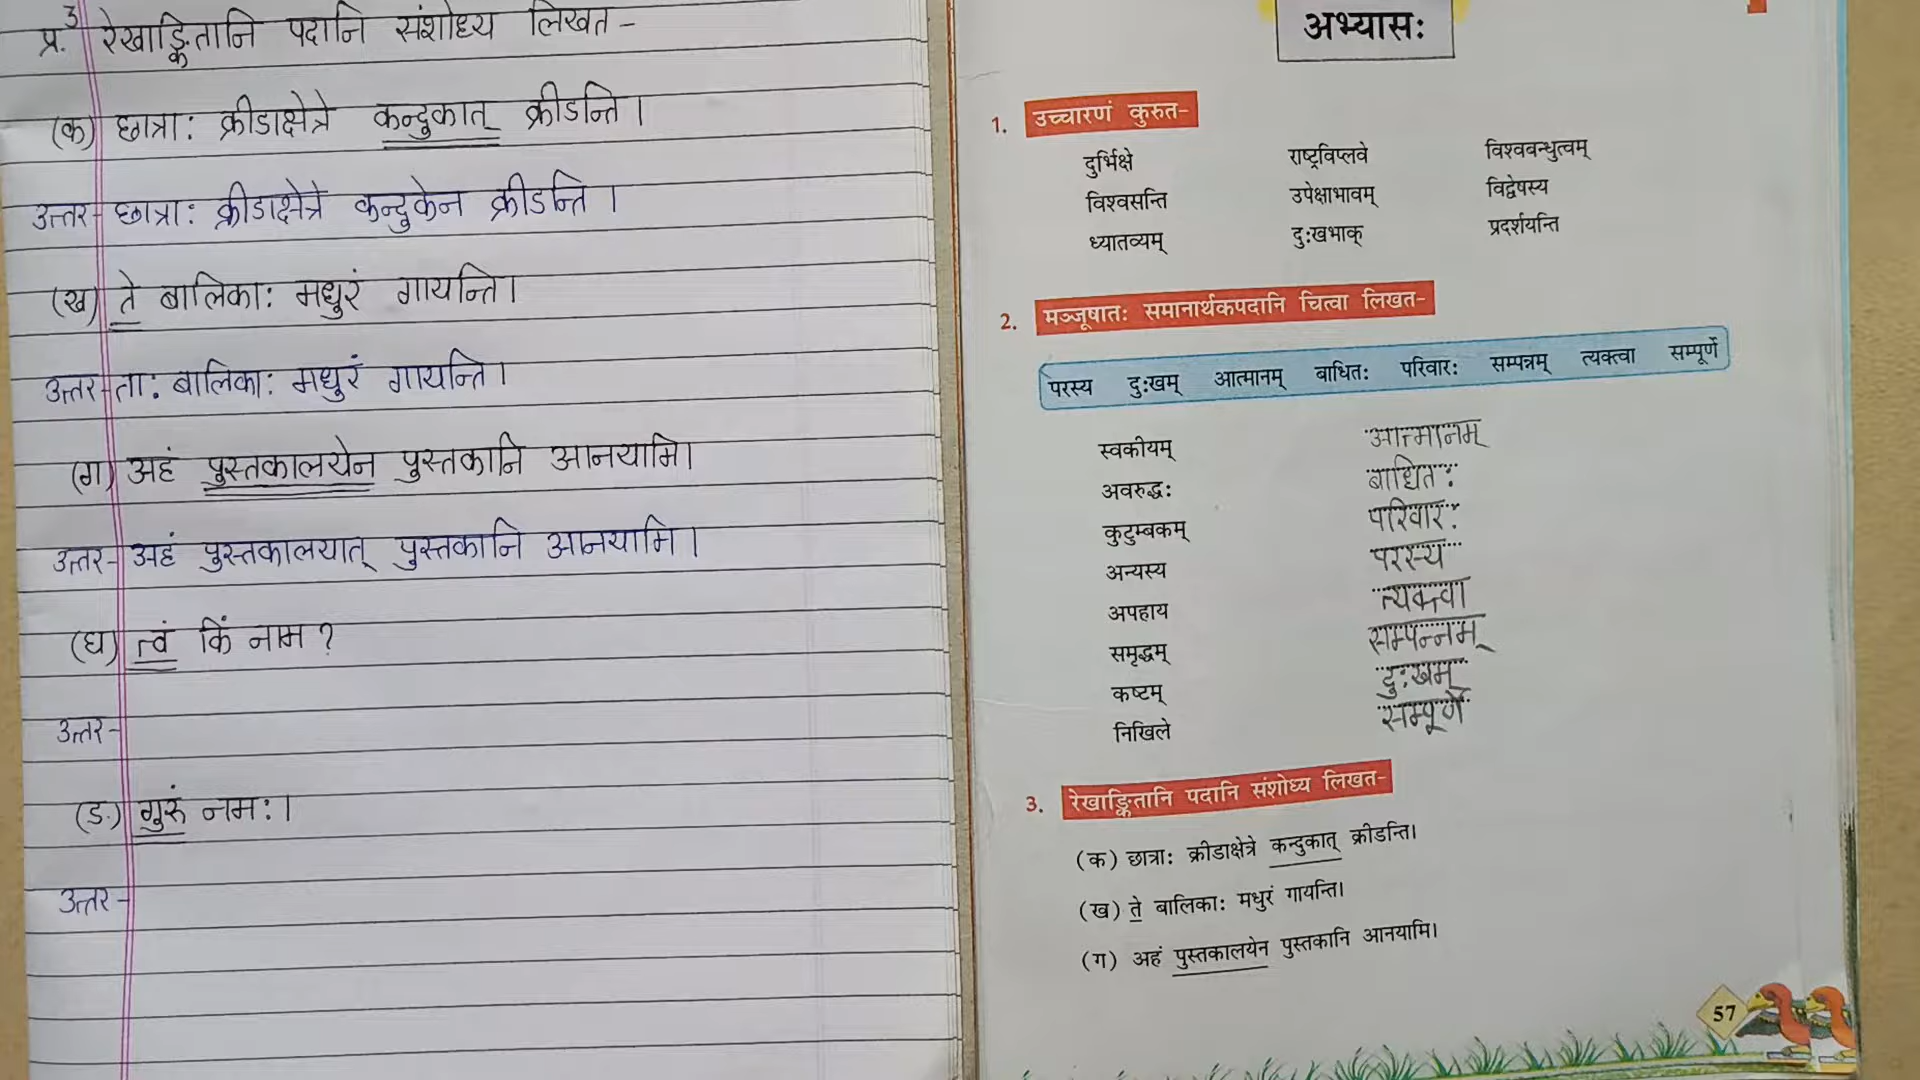 प्र.³ रेखाङ्कितानि पदानि संशोध्य लिखत-
(क) छात्राः क्रीडाक्षेत्रे कन्दुकात् क्रीडन्ति।
उत्तर- छात्राः क्रीडाक्षेत्रे कन्दुकेन क्रीडन्ति।
(ख) ते बालिकाः मधुरं गायन्ति।
उत्तर- ताः बालिकाः मधुरं गायन्ति।
(ग) अहं पुस्तकालयेन पुस्तकानि आनयामि।
उत्तर- अहं पुस्तकालयात् पुस्तकानि आनयामि।
(घ) त्वं किं नाम?
उत्तर-
(ङ) गुरुं नमः।
उत्तर-
अभ्यासः
1. उच्चारणं कुरुत-
दुर्भिक्षे राष्ट्रविप्लवे विश्वबन्धुत्वम्
विश्वसन्ति उपेक्षाभावम् विद्वेषस्य
ध्यातव्यम् दुःखभाक् प्रदर्शयन्ति
2. मञ्जूषातः समानार्थकपदानि चित्वा लिखत-
परस्य दुःखम् आत्मानम् बाधितः परिवारः सम्पन्नम् त्यक्त्वा सम्पूर्णे
स्वकीयम् आत्मानम्
अवरुद्धः बाधितः
कुटुम्बकम् परिवारः
अन्यस्य परस्य
अपहाय त्यक्त्वा
समृद्धम् सम्पन्नम्
कष्टम् दुःखम्
निखिले सम्पूर्णे
3. रेखाङ्कितानि पदानि संशोध्य लिखत-
(क) छात्राः क्रीडाक्षेत्रे कन्दुकात् क्रीडन्ति।
(ख) ते बालिकाः मधुरं गायन्ति।
(ग) अहं पुस्तकालयेन पुस्तकानि आनयामि।
57